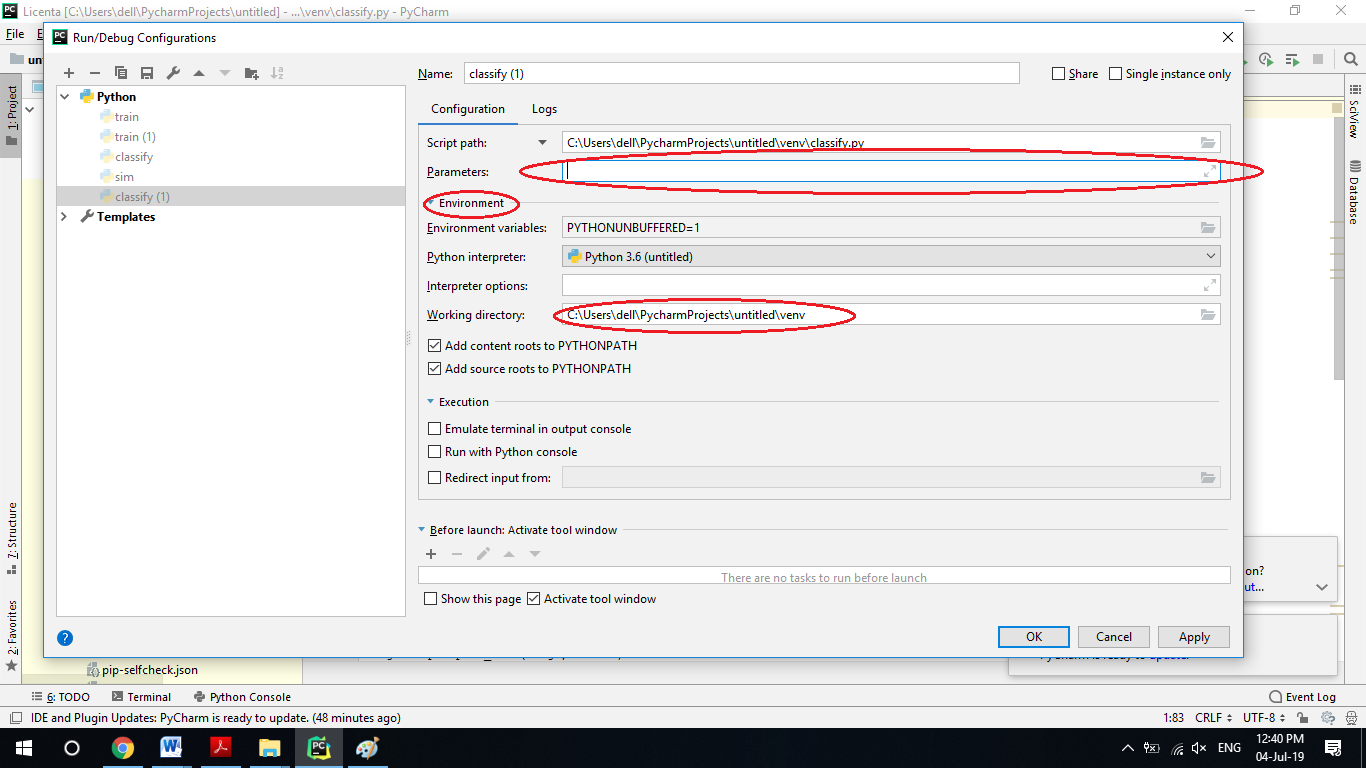 Licenta [C:\Users\dell\PycharmProjects\untitled] - ...\venv\classify.py - PyCharm
File
Run/Debug Configurations
Name: classify (1)
Share
Single instance only
Python
train
train (1)
classify
sim
classify (1)
Templates
Configuration
Logs
Script path: C:\Users\dell\PycharmProjects\untitled\venv\classify.py
Parameters:
Environment
Environment variables: PYTHONUNBUFFERED=1
Python interpreter: Python 3.6 (untitled)
Interpreter options:
Working directory: C:\Users\dell\PycharmProjects\untitled\venv
Add content roots to PYTHONPATH
Add source roots to PYTHONPATH
Execution
Emulate terminal in output console
Run with Python console
Redirect input from:
Before launch: Activate tool window
There are no tasks to run before launch
Show this page
Activate tool window
OK
Cancel
Apply
1: Project
7: Structure
2: Favorites
SciView
Database
on?
ut...
pip-selfcheck.json
6: TODO
Terminal
Python Console
Event Log
IDE and Plugin Updates: PyCharm is ready to update. (48 minutes ago)
1:83
CRLF
UTF-8
ENG
12:40 PM
04-Jul-19